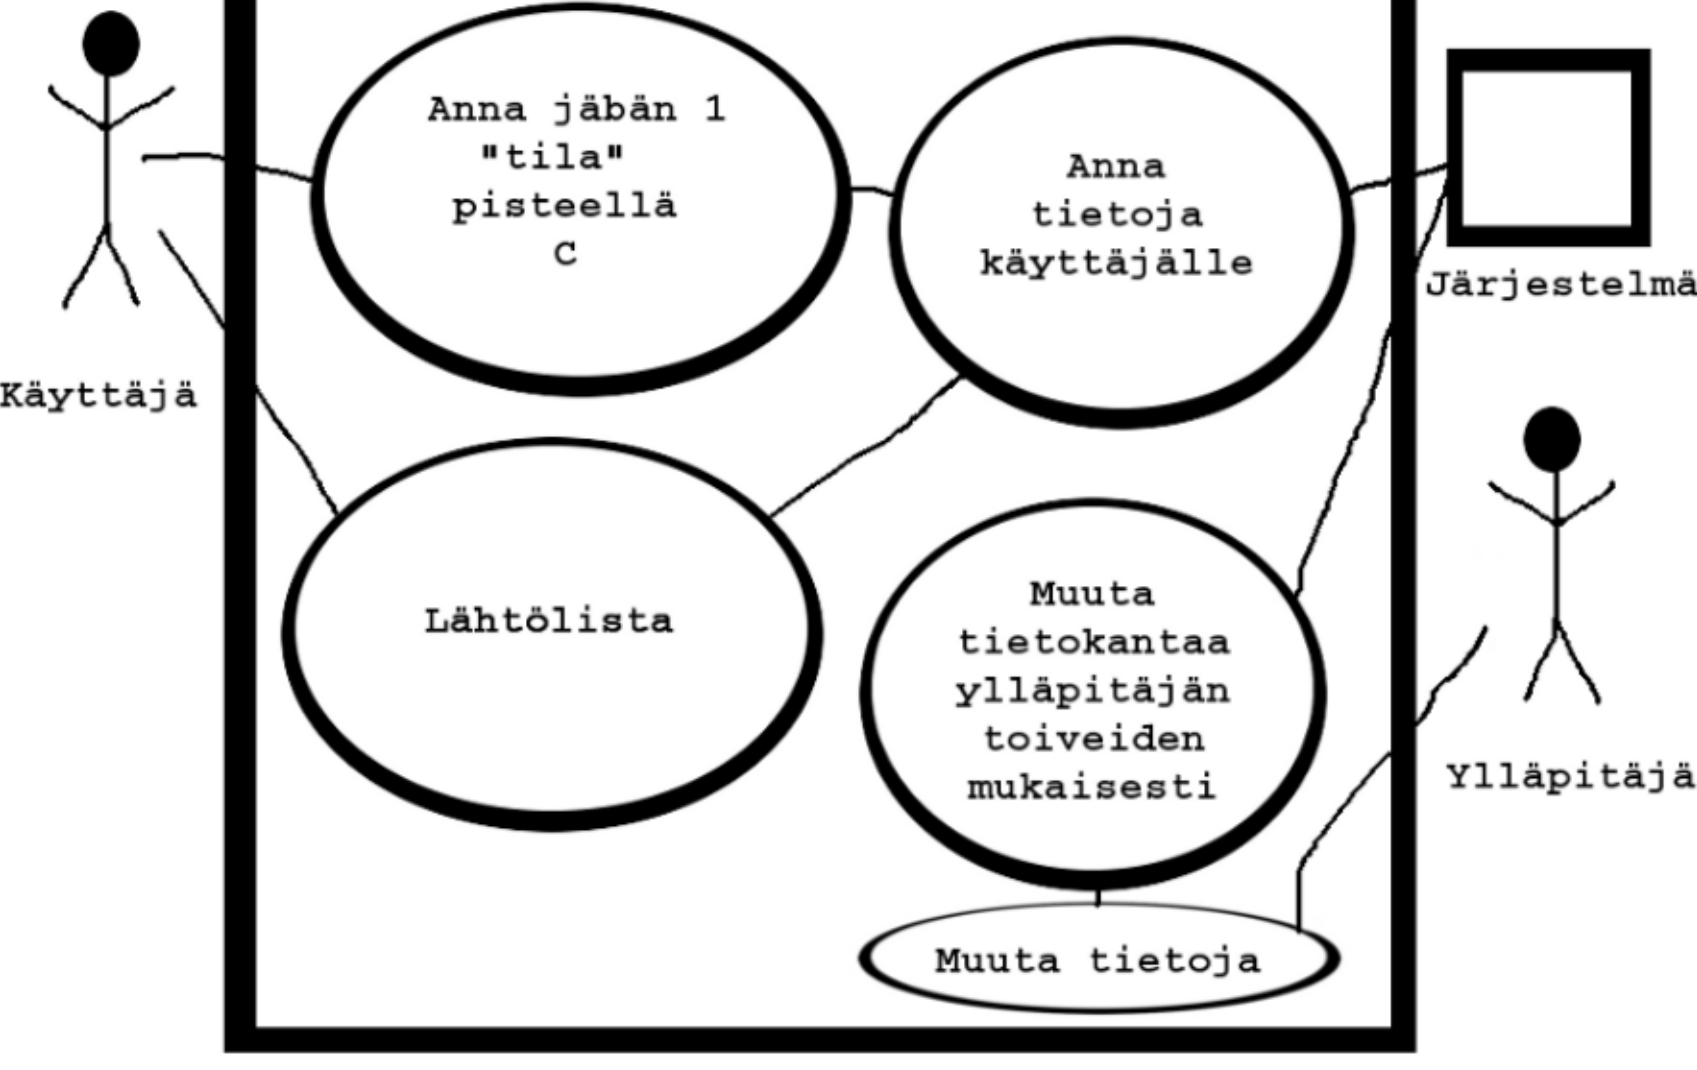 Anna jäbän 1
"tila"
pisteellä
C
Anna
tietoja
käyttäjälle
Järjestelmä
Käyttäjä
Lähtölista
Muuta
tietokantaa
ylläpitäjän
toiveiden
mukaisesti
Ylläpitäjä
Muuta tietoja